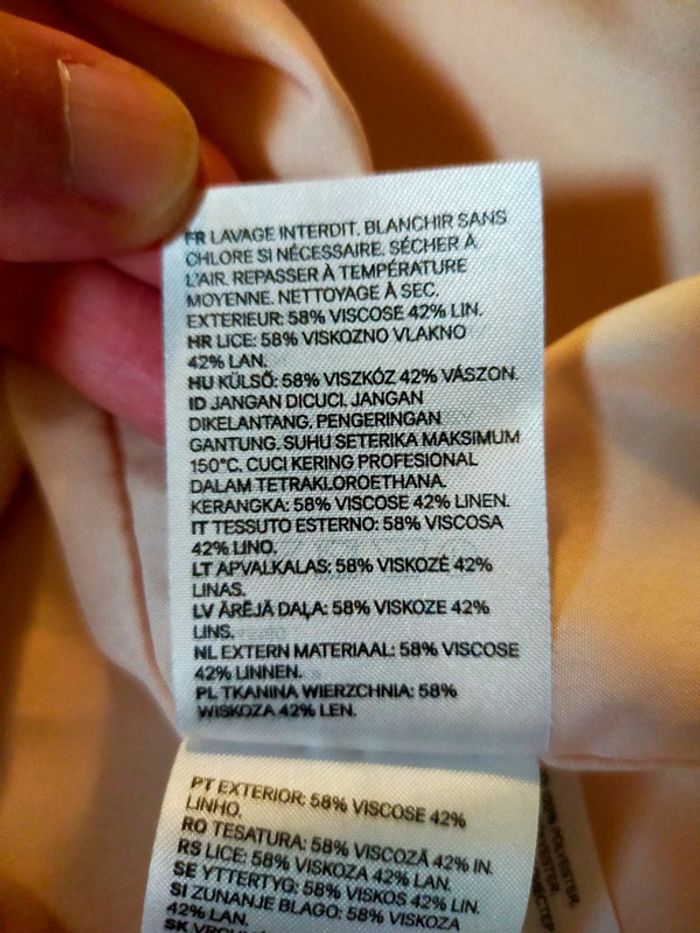 FR LAVAGE INTERDIT. BLANCHIR SANS
CHLORE SI NÉCESSAIRE. SÉCHER À
L'AIR. REPASSER À TEMPÉRATURE
MOYENNE. NETTOYAGE À SEC.
EXTERIEUR: 58% VISCOSE 42% LIN.
HR LICE: 58% VISKOZNO VLAKNO
42% LAN.
HU KÜLSŐ: 58% VISZKÓZ 42% VÁSZON.
ID JANGAN DICUCI. JANGAN
DIKELANTANG. PENGERINGAN
GANTUNG. SUHU SETERIKA MAKSIMUM
150°C. CUCI KERING PROFESIONAL
DALAM TETRAKLOROETHANA.
KERANGKA: 58% VISCOSE 42% LINEN.
IT TESSUTO ESTERNO: 58% VISCOSA
42% LINO.
LT APVALKALAS: 58% VISKOZĖ 42%
LINAS.
LV ĀRĒJĀ DAĻA: 58% VISKOZE 42%
LINS.
NL EXTERN MATERIAAL: 58% VISCOSE
42% LINNEN.
PL TKANINA WIERZCHNIA: 58%
WISKOZA 42% LEN.
PT EXTERIOR: 58% VISCOSE 42%
LINHO.
RO TESATURA: 58% VISCOZĂ 42% IN.
RS LICE: 58% VISKOZA 42% LAN.
SE YTTERTYG: 58% VISKOS 42% LIN.
SI ZUNANJE BLAGO: 58% VISKOZA
42% LAN.
SK
100% POLYESTER.